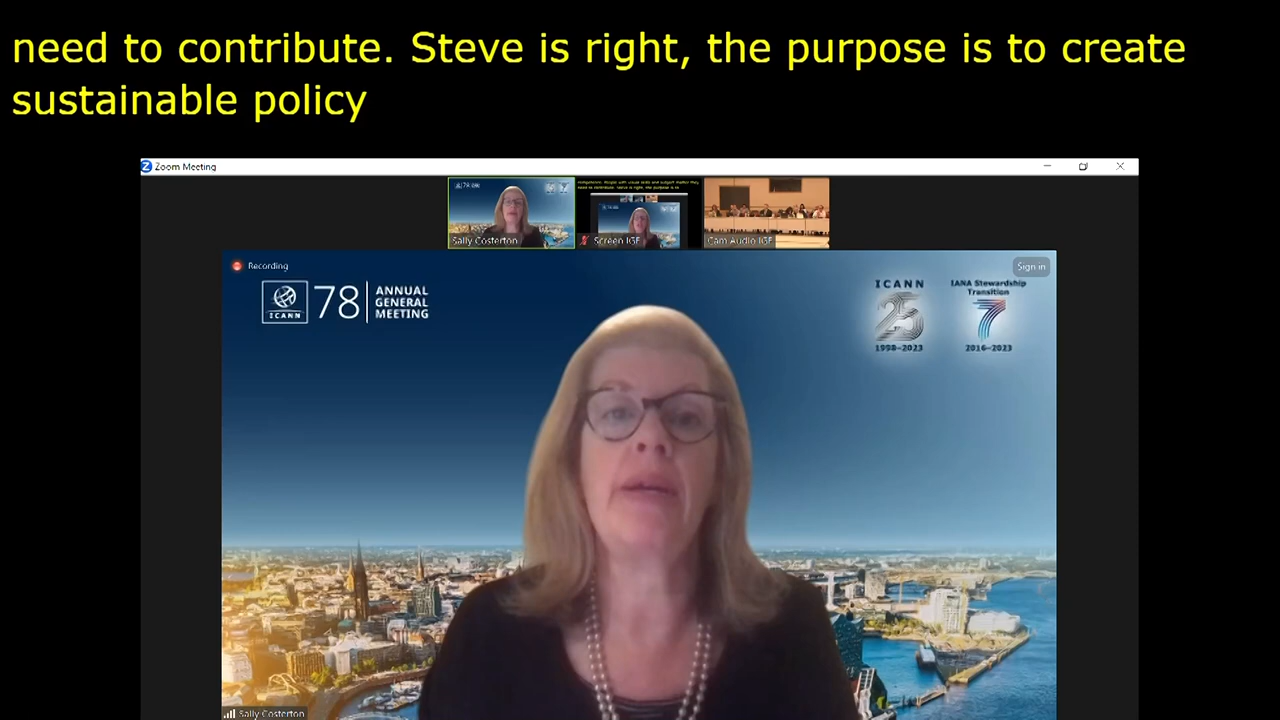 need to contribute. Steve is right, the purpose is to create
sustainable policy
Zoom Meeting
Sally Costerton
Screen IGF
Cam Audio IGF
Recording
Sign in
ICANN
78
ANNUAL
GENERAL
MEETING
ICANN
25
1998–2023
IANA Stewardship
Transition
7
2016–2023
Sally Costerton